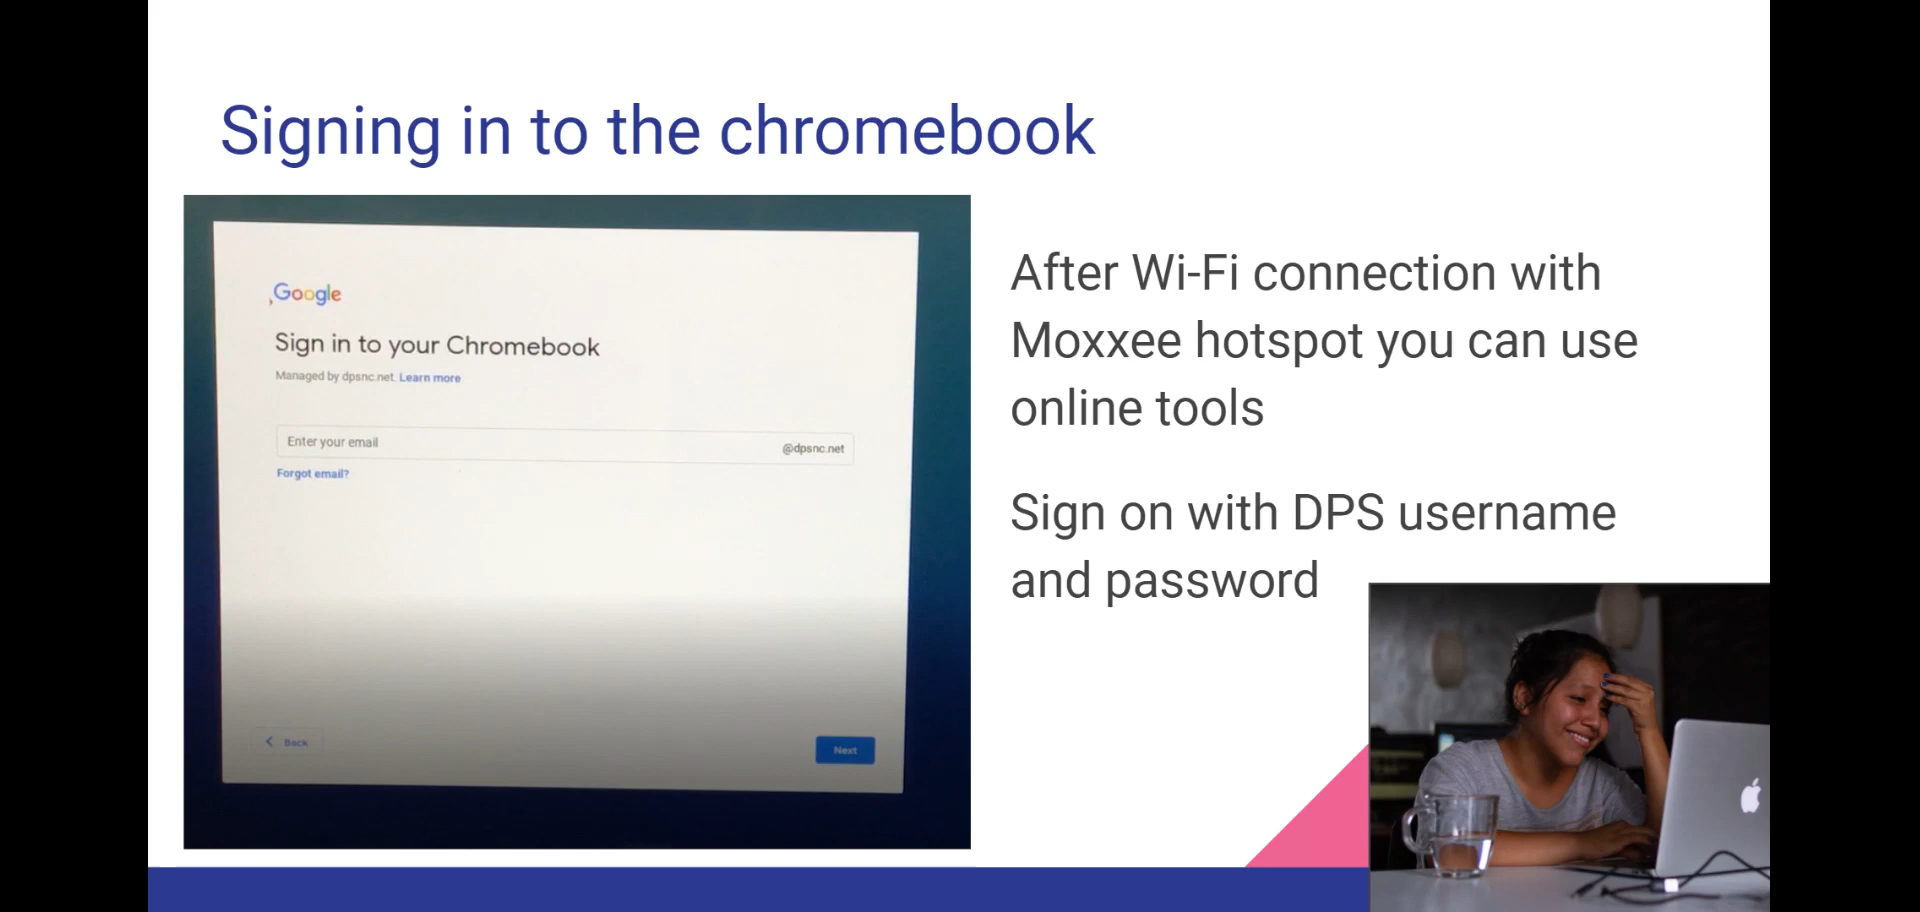 Signing in to the chromebook
Google
Sign in to your Chromebook
Managed by dpsnc.net. Learn more
Enter your email
@dpsnc.net
Forgot email?
Back
Next
After Wi-Fi connection with
Moxxee hotspot you can use
online tools
Sign on with DPS username
and password